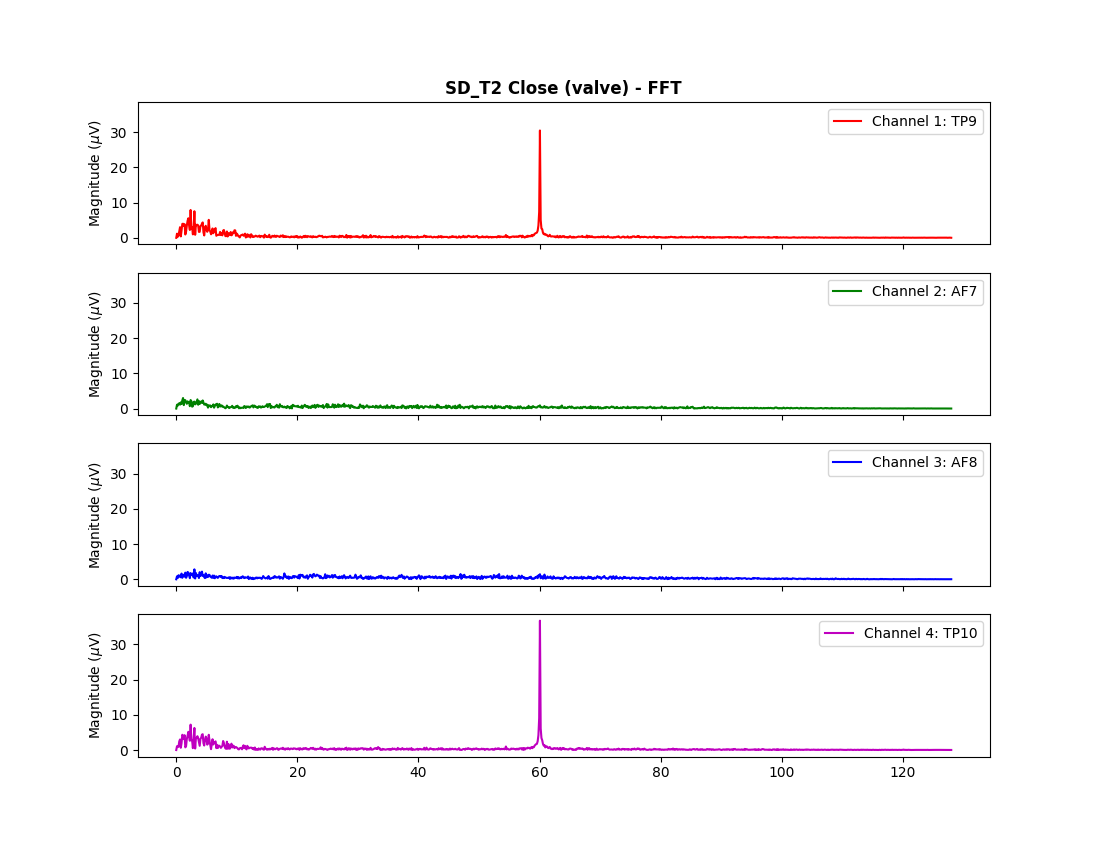 SD_T2 Close (valve) - FFT
Magnitude (μV)
30
20
10
0
Channel 1: TP9
Magnitude (μV)
30
20
10
0
Channel 2: AF7
Magnitude (μV)
30
20
10
0
Channel 3: AF8
Magnitude (μV)
30
20
10
0
Channel 4: TP10
0 20 40 60 80 100 120